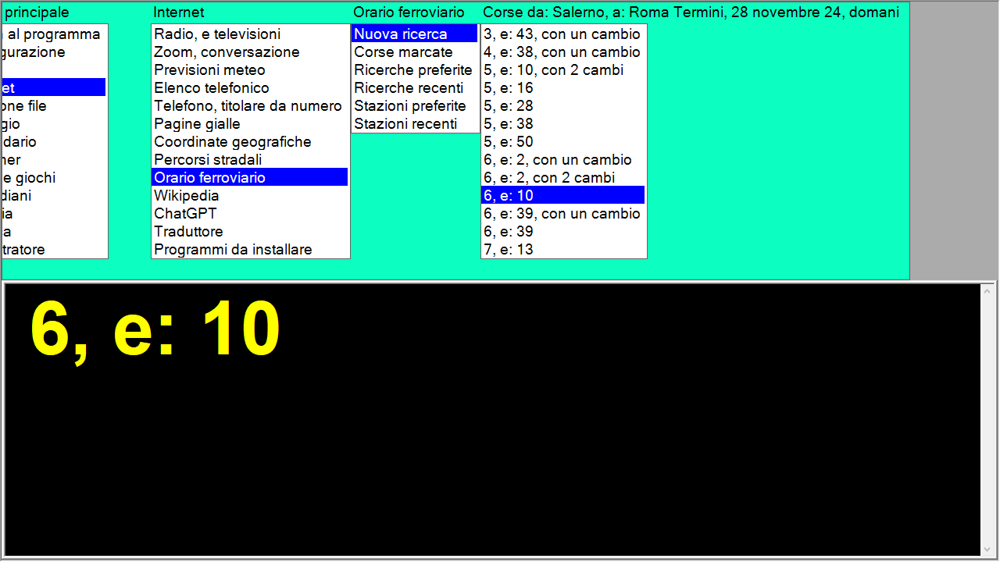 principale
al programma
gurazione
et
one file
gio
dario
ner
e giochi
diani
ia
a
tratore
Internet
Radio, e televisioni
Zoom, conversazione
Previsioni meteo
Elenco telefonico
Telefono, titolare da numero
Pagine gialle
Coordinate geografiche
Percorsi stradali
Orario ferroviario
Wikipedia
ChatGPT
Traduttore
Programmi da installare
Orario ferroviario
Nuova ricerca
Corse marcate
Ricerche preferite
Ricerche recenti
Stazioni preferite
Stazioni recenti
Corse da: Salerno, a: Roma Termini, 28 novembre 24, domani
3, e: 43, con un cambio
4, e: 38, con un cambio
5, e: 10, con 2 cambi
5, e: 16
5, e: 28
5, e: 38
5, e: 50
6, e: 2, con un cambio
6, e: 2, con 2 cambi
6, e: 10
6, e: 39, con un cambio
6, e: 39
7, e: 13
6, e: 10